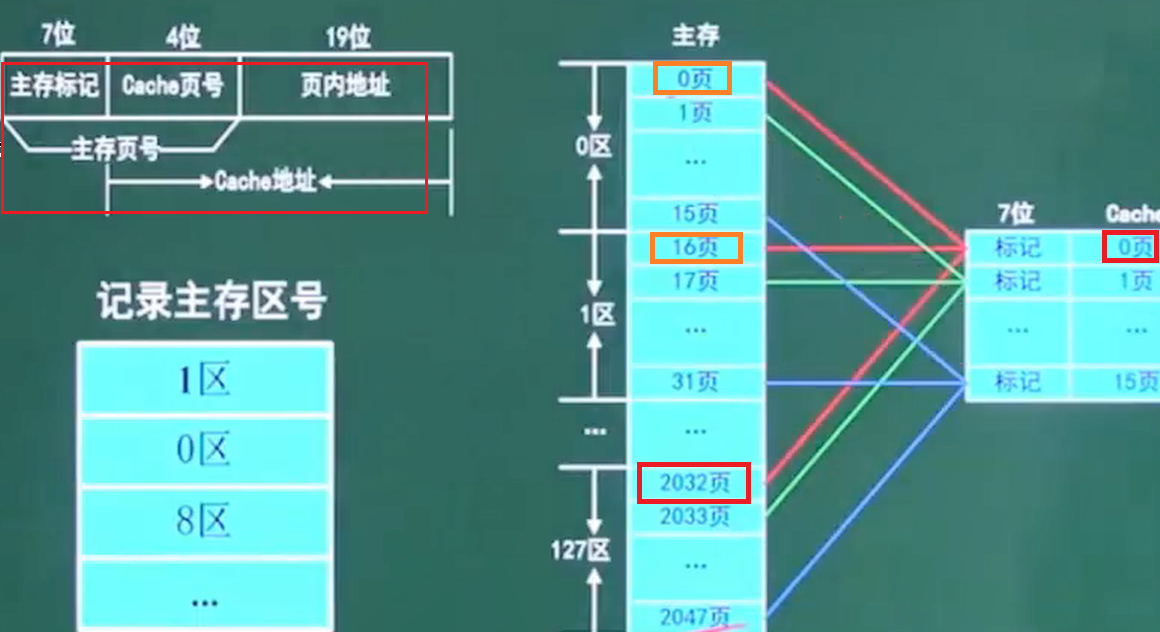 7位 4位 19位
主存标记 Cache页号 页内地址
主存页号
Cache地址
记录主存区号
1区
0区
8区
...
主存
0页
1页
...
15页
16页
17页
...
31页
...
2032页
2033页
...
2047页
0区
1区
...
127区
7位 Cache
标记 0页
标记 1页
... ...
标记 15页